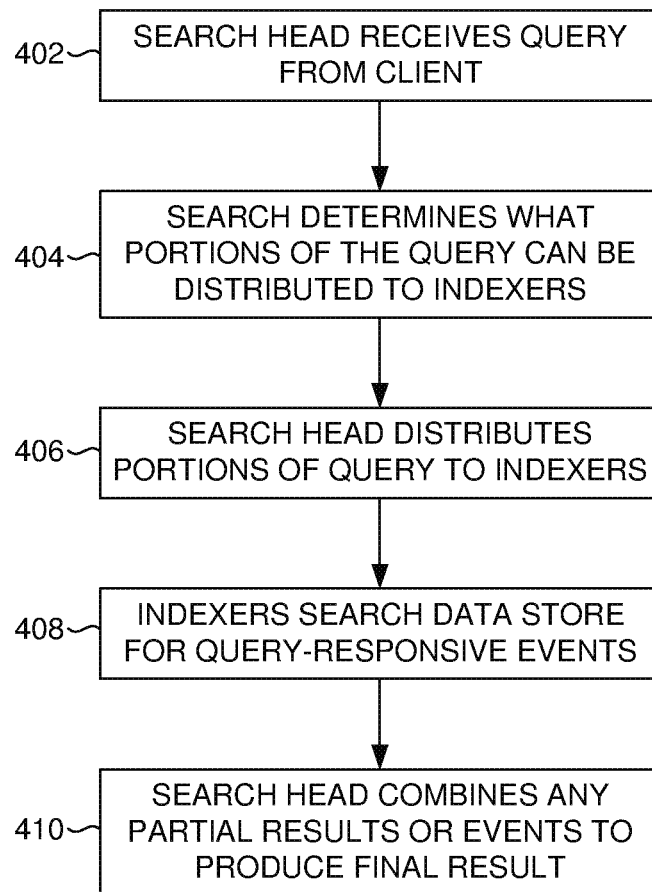 402
SEARCH HEAD RECEIVES QUERY
FROM CLIENT
404
SEARCH DETERMINES WHAT
PORTIONS OF THE QUERY CAN BE
DISTRIBUTED TO INDEXERS
406
SEARCH HEAD DISTRIBUTES
PORTIONS OF QUERY TO INDEXERS
408
INDEXERS SEARCH DATA STORE
FOR QUERY-RESPONSIVE EVENTS
410
SEARCH HEAD COMBINES ANY
PARTIAL RESULTS OR EVENTS TO
PRODUCE FINAL RESULT